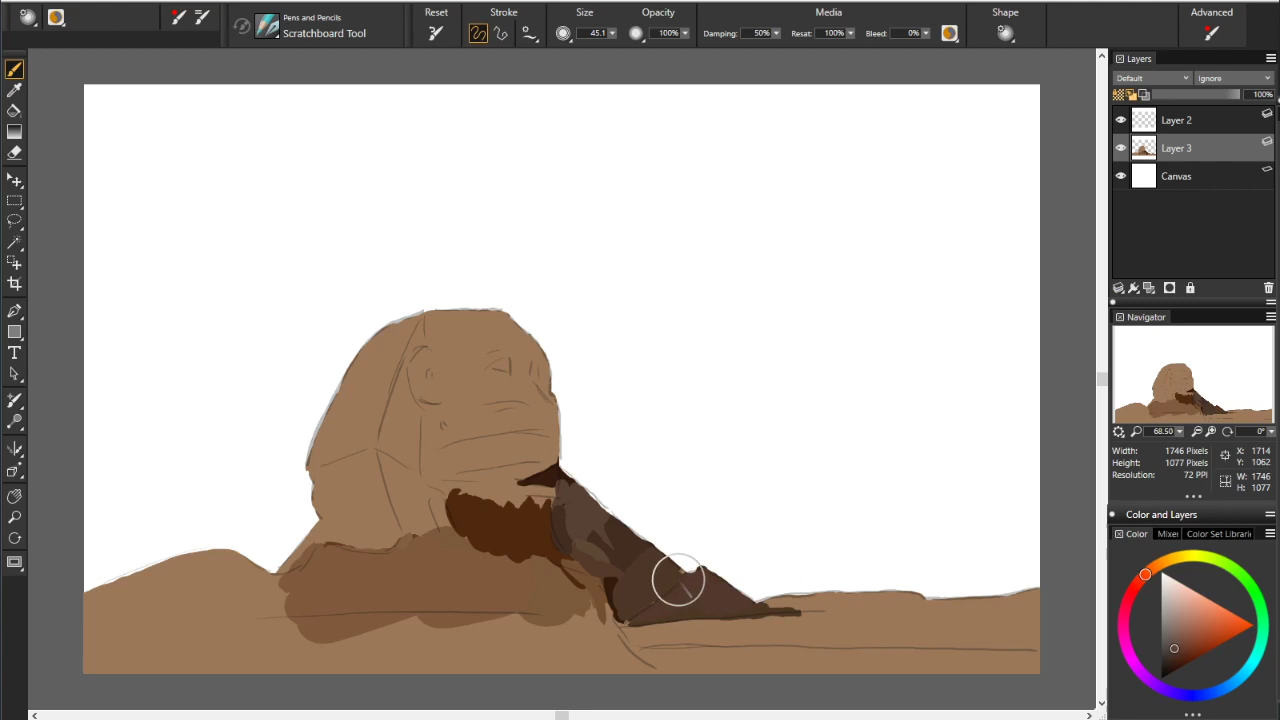 Pens and Pencils
Scratchboard Tool
Reset
Stroke
Size
Opacity
Media
Shape
Advanced
45.1
100%
Damping: 50%
Resat: 100%
Bleed: 0%
Layers
Default
Ignore
100%
Layer 2
Layer 3
Canvas
Navigator
68.50
0°
Width: 1746 Pixels
Height: 1077 Pixels
Resolution: 72 PPI
X: 1714
Y: 1062
W: 1746
H: 1077
Color and Layers
Color
Mixe
Color Set Librari